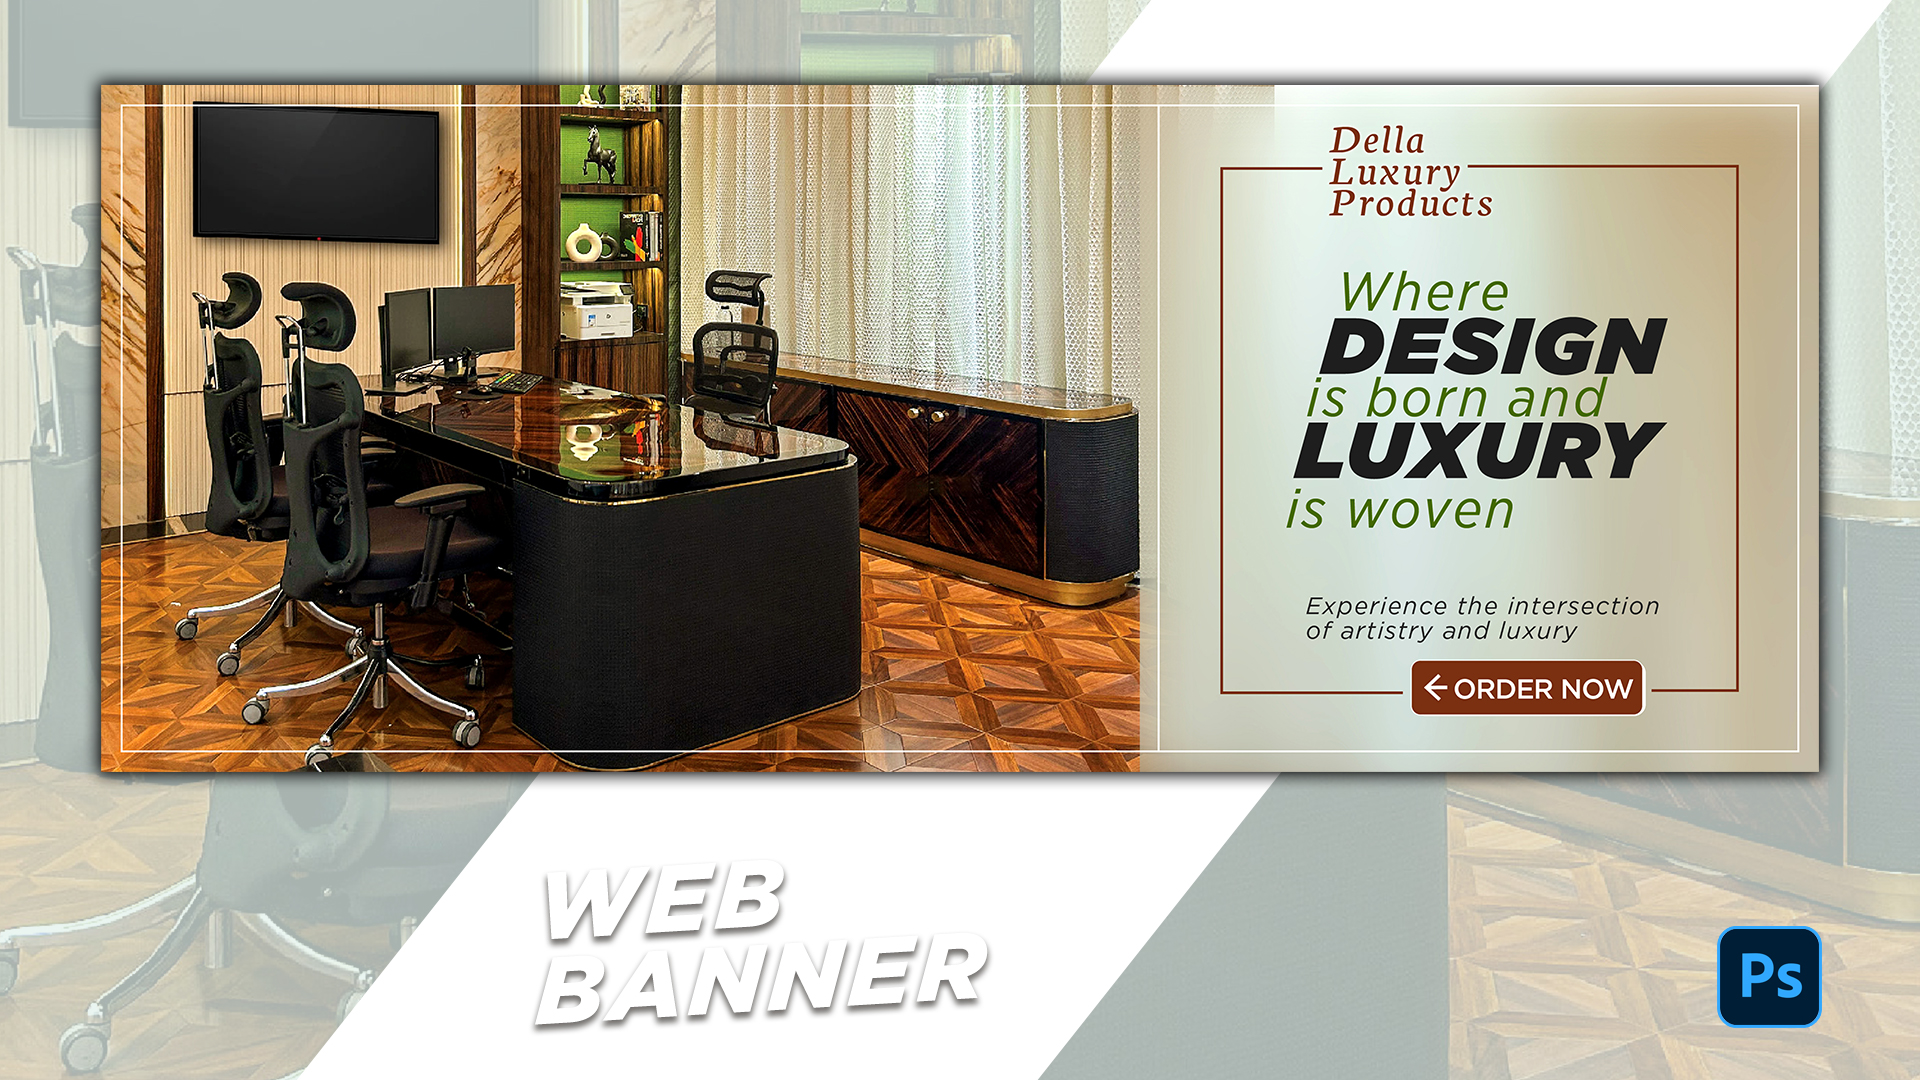 Della
Luxury
Products
Where
DESIGN
is born and
LUXURY
is woven
Experience the intersection
of artistry and luxury
ORDER NOW
WEB
BANNER
Ps